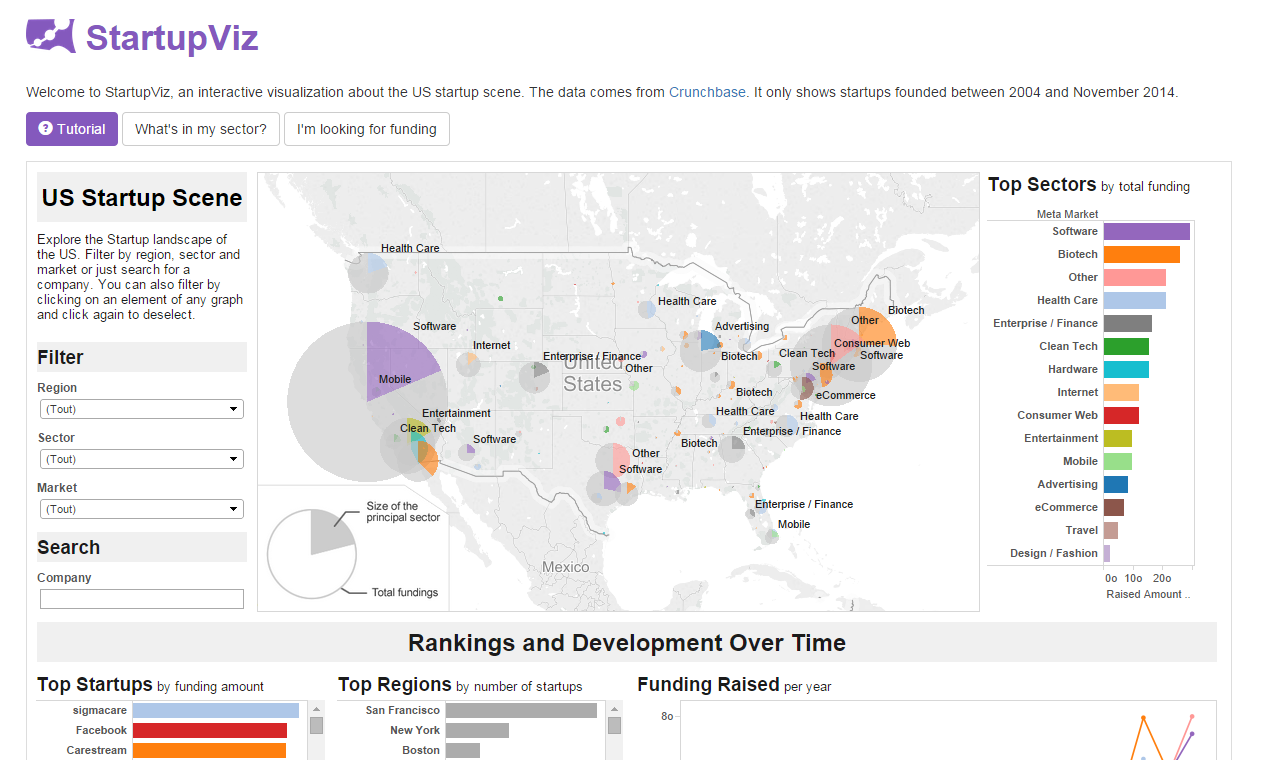 StartupViz
Welcome to StartupViz, an interactive visualization about the US startup scene. The data comes from Crunchbase. It only shows startups founded between 2004 and November 2014.
? Tutorial
What's in my sector?
I'm looking for funding
US Startup Scene
Explore the Startup landscape of
the US. Filter by region, sector and
market or just search for a
company. You can also filter by
clicking on an element of any graph
and click again to deselect.
Filter
Region
(Tout)
Sector
(Tout)
Market
(Tout)
Search
Company
Health Care
Software
Mobile
Internet
Entertainment
Clean Tech
Software
Enterprise / Finance
United
States
Other
Health Care
Advertising
Biotech
Other
Biotech
Consumer Web
Clean Tech
Software
Software
Biotech
eCommerce
Health Care
Health Care
Enterprise / Finance
Biotech
Other
Software
Enterprise / Finance
Mobile
Mexico
Size of the
principal sector
Total fundings
Top Sectors by total funding
Meta Market
Software
Biotech
Other
Health Care
Enterprise / Finance
Clean Tech
Hardware
Internet
Consumer Web
Entertainment
Mobile
Advertising
eCommerce
Travel
Design / Fashion
0o 10o 20o
Raised Amount ..
Rankings and Development Over Time
Top Startups by funding amount
sigmacare
Facebook
Carestream
Top Regions by number of startups
San Francisco
New York
Boston
Funding Raised per year
8o